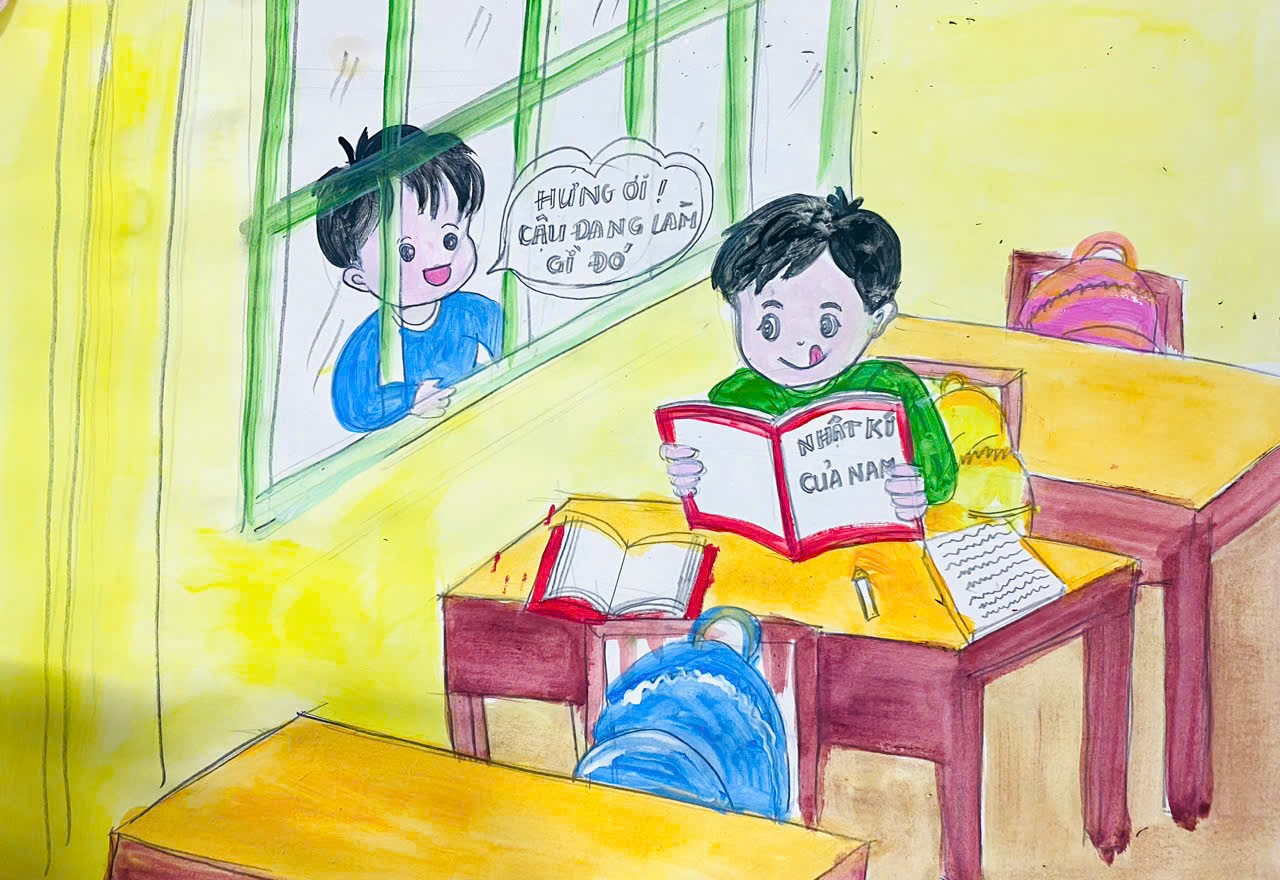 HƯNG ƠI !
CẬU ĐANG LÀM
GÌ ĐÓ
NHẬT KÍ
CỦA NAM